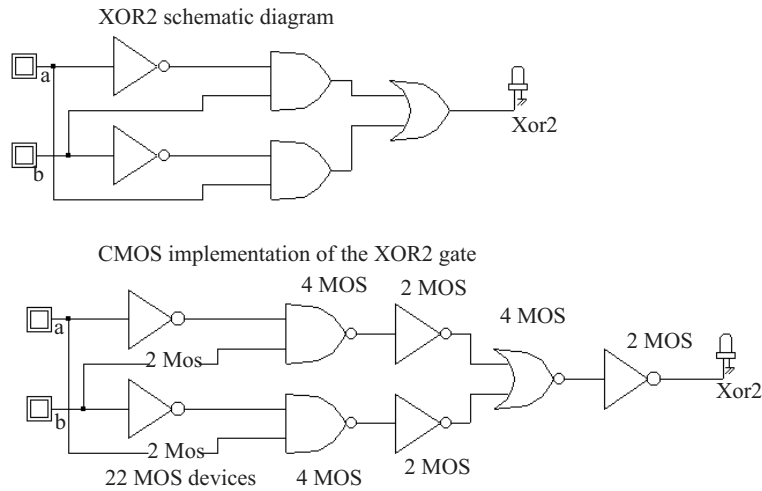 XOR2 schematic diagram
a
Xor2
b
CMOS implementation of the XOR2 gate
4 MOS 2 MOS
4 MOS
2 MOS
a
2 Mos
Xor2
b
2 Mos
2 MOS
22 MOS devices 4 MOS